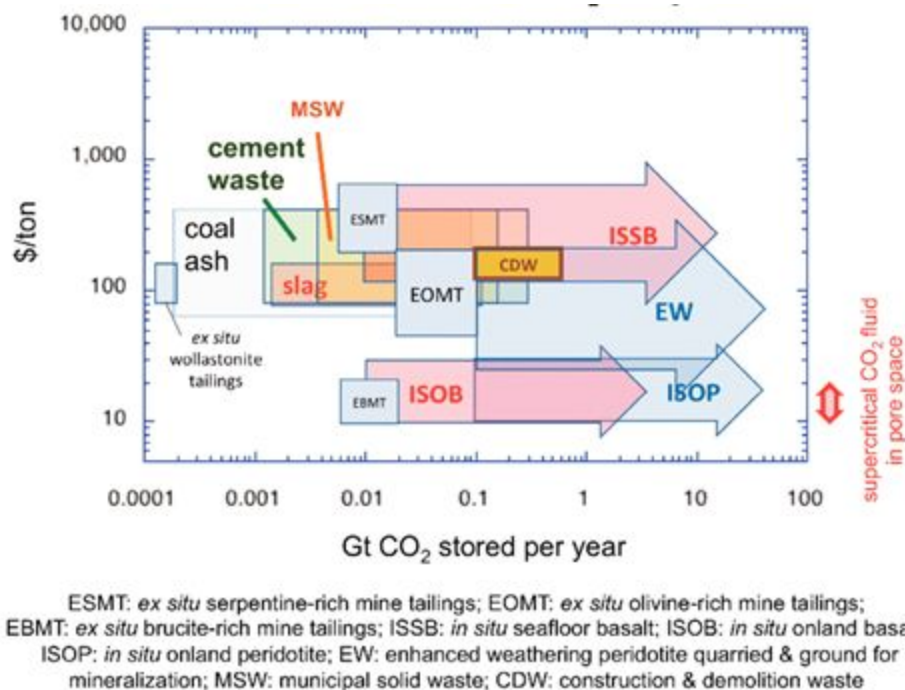 10,000
1,000
100
10
$/ton
MSW
cement
waste
coal
ash
slag
ex situ
wollastonite
tailings
ESMT
EOMT
EBMT
CDW
ISSB
EW
ISOB
ISOP
supercritical CO₂ fluid
in pore space
0.0001
0.001
0.01
0.1
1
10
100
Gt CO₂ stored per year
ESMT: ex situ serpentine-rich mine tailings; EOMT: ex situ olivine-rich mine tailings;
EBMT: ex situ brucite-rich mine tailings; ISSB: in situ seafloor basalt; ISOB: in situ onland basa
ISOP: in situ onland peridotite; EW: enhanced weathering peridotite quarried & ground for
mineralization; MSW: municipal solid waste; CDW: construction & demolition waste